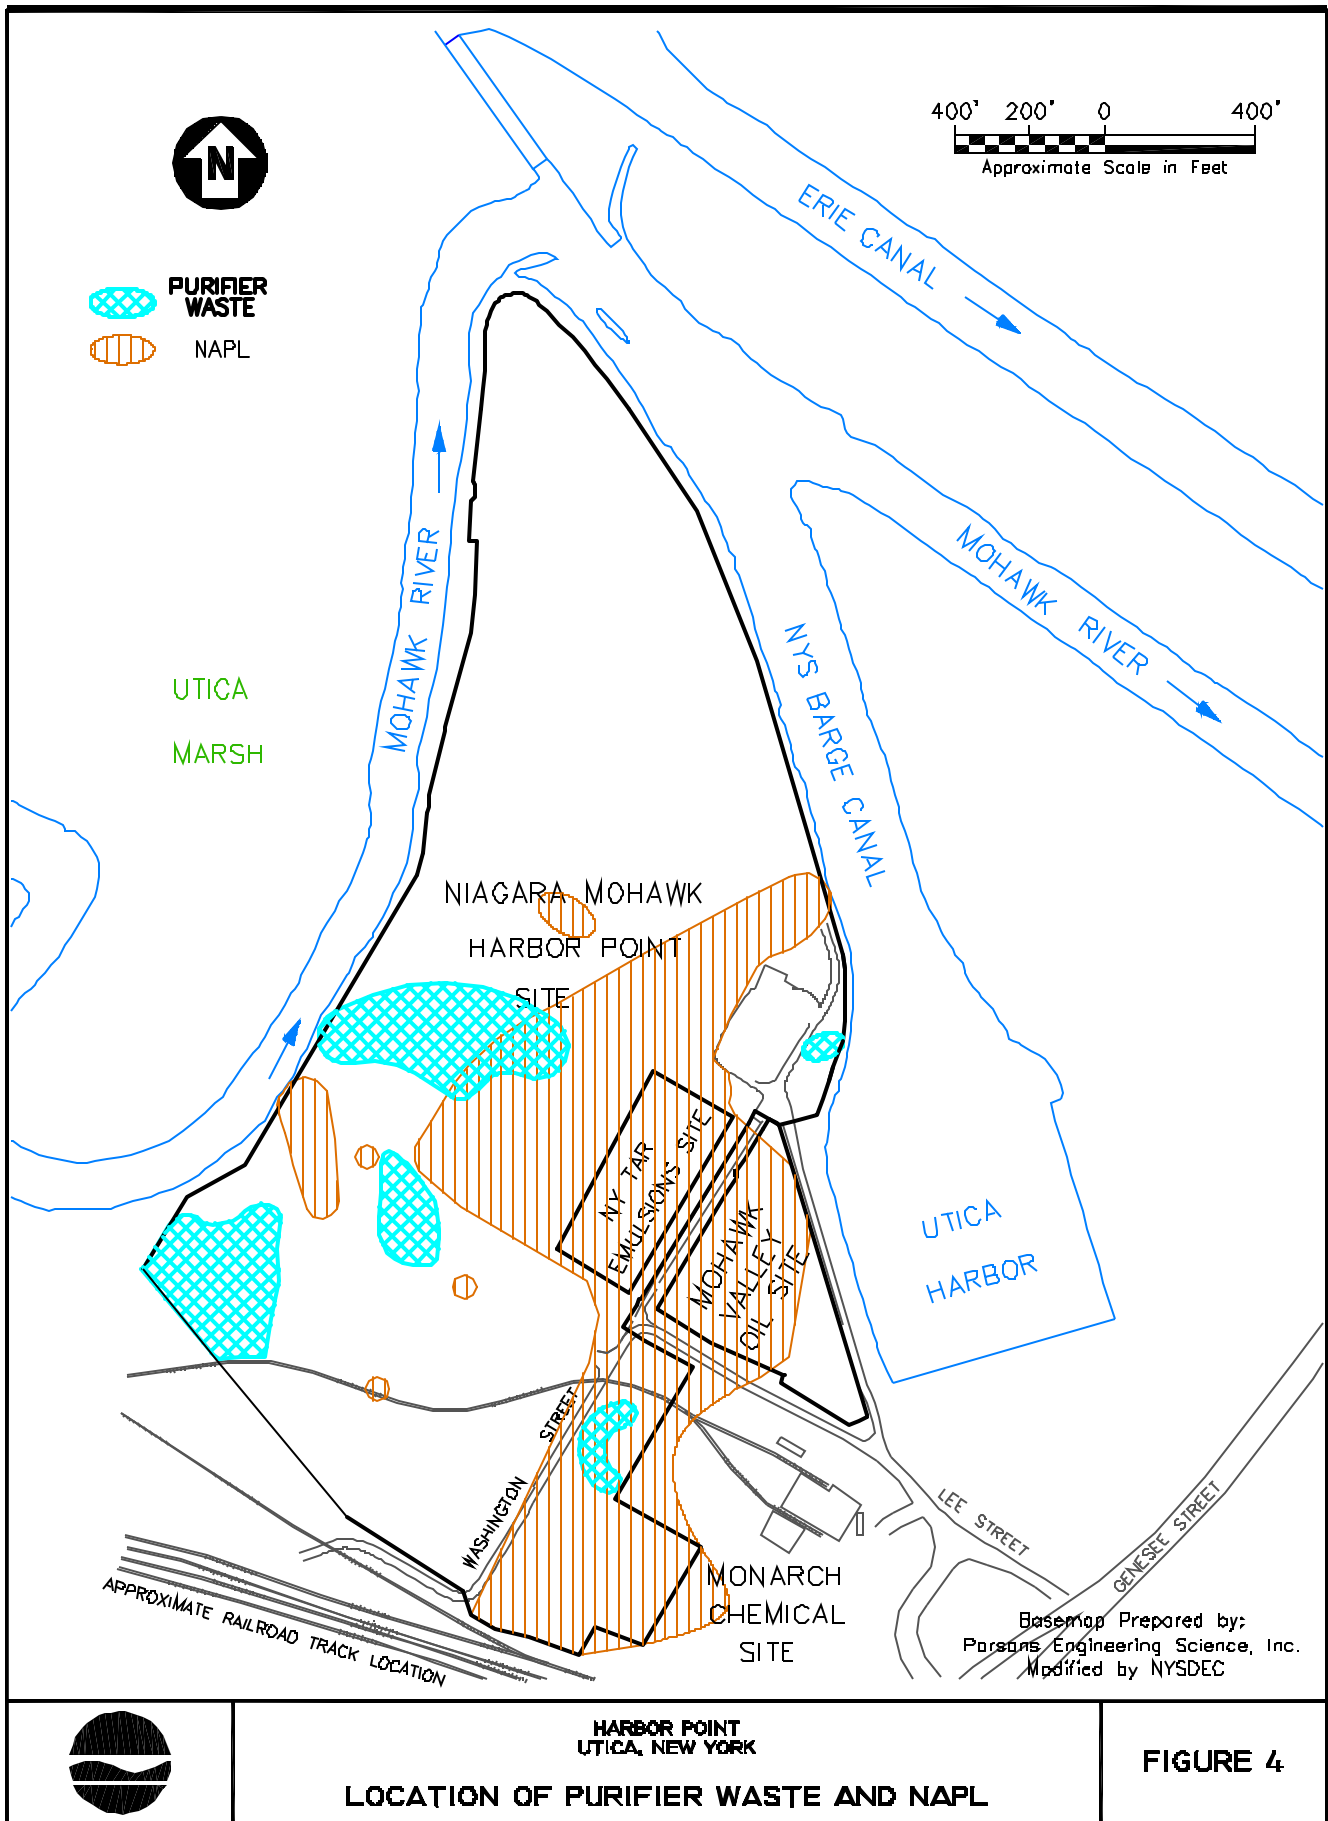 400' 200' 0 400'
Approximate Scale in Feet
N
ERIE CANAL
PURIFIER
WASTE
NAPL
MOHAWK RIVER
MOHAWK RIVER
NYS BARGE CANAL
UTICA
MARSH
NIAGARA MOHAWK
HARBOR POINT
SITE
NY TAR
EMULSIONS SITE
MOHAWK
VALLEY
OIL SITE
UTICA
HARBOR
WASHINGTON STREET
LEE STREET
GENESEE STREET
MONARCH
CHEMICAL
SITE
APPROXIMATE RAILROAD TRACK LOCATION
Basemap Prepared by:
Parsons Engineering Science, Inc.
Modified by NYSDEC
HARBOR POINT
UTICA, NEW YORK
LOCATION OF PURIFIER WASTE AND NAPL
FIGURE 4